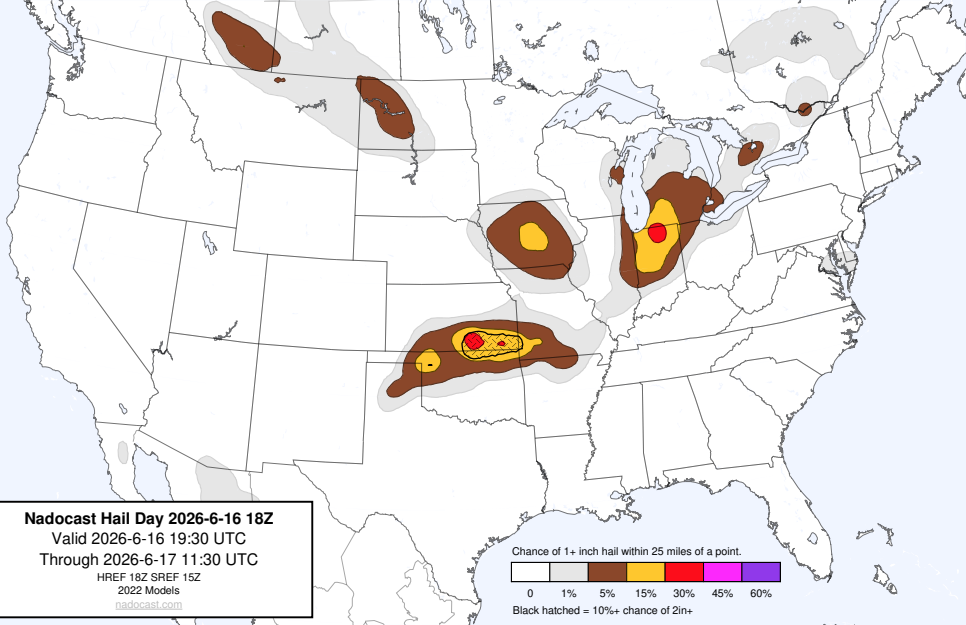 Nadocast Hail Day 2026-6-16 18Z
Valid 2026-6-16 19:30 UTC
Through 2026-6-17 11:30 UTC
HREF 18Z SREF 15Z
2022 Models
nadocast.com
Chance of 1+ inch hail within 25 miles of a point.
0 1% 5% 15% 30% 45% 60%
Black hatched = 10%+ chance of 2in+